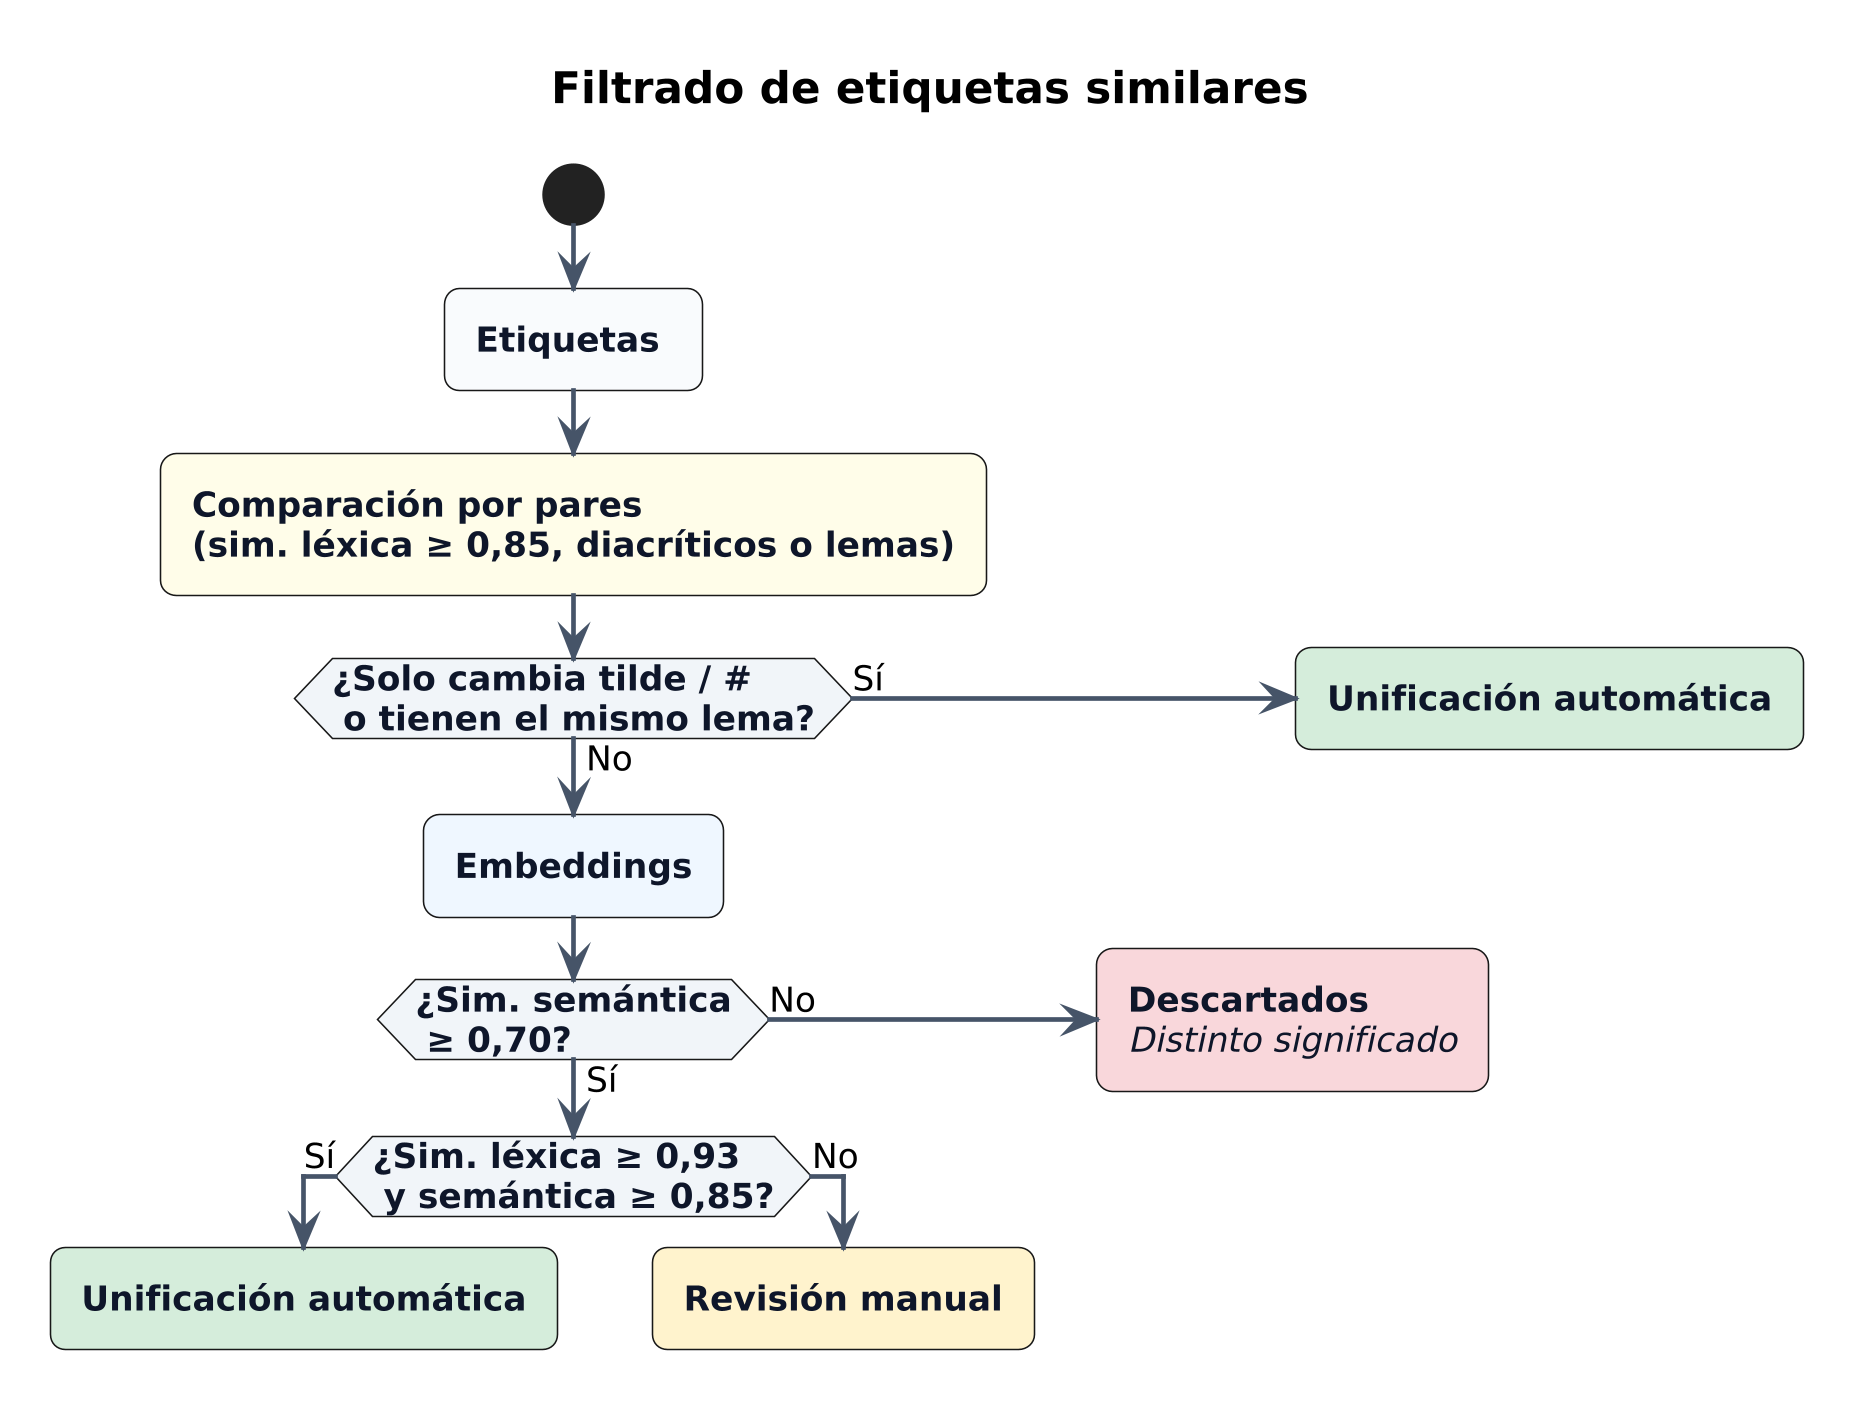 Filtrado de etiquetas similares
Etiquetas
Comparación por pares
(sim. léxica ≥ 0,85, diacríticos o lemas)
¿Solo cambia tilde / #
o tienen el mismo lema?
Sí
Unificación automática
No
Embeddings
¿Sim. semántica
≥ 0,70?
No
Descartados
Distinto significado
Sí
Sí
¿Sim. léxica ≥ 0,93
y semántica ≥ 0,85?
No
Unificación automática
Revisión manual